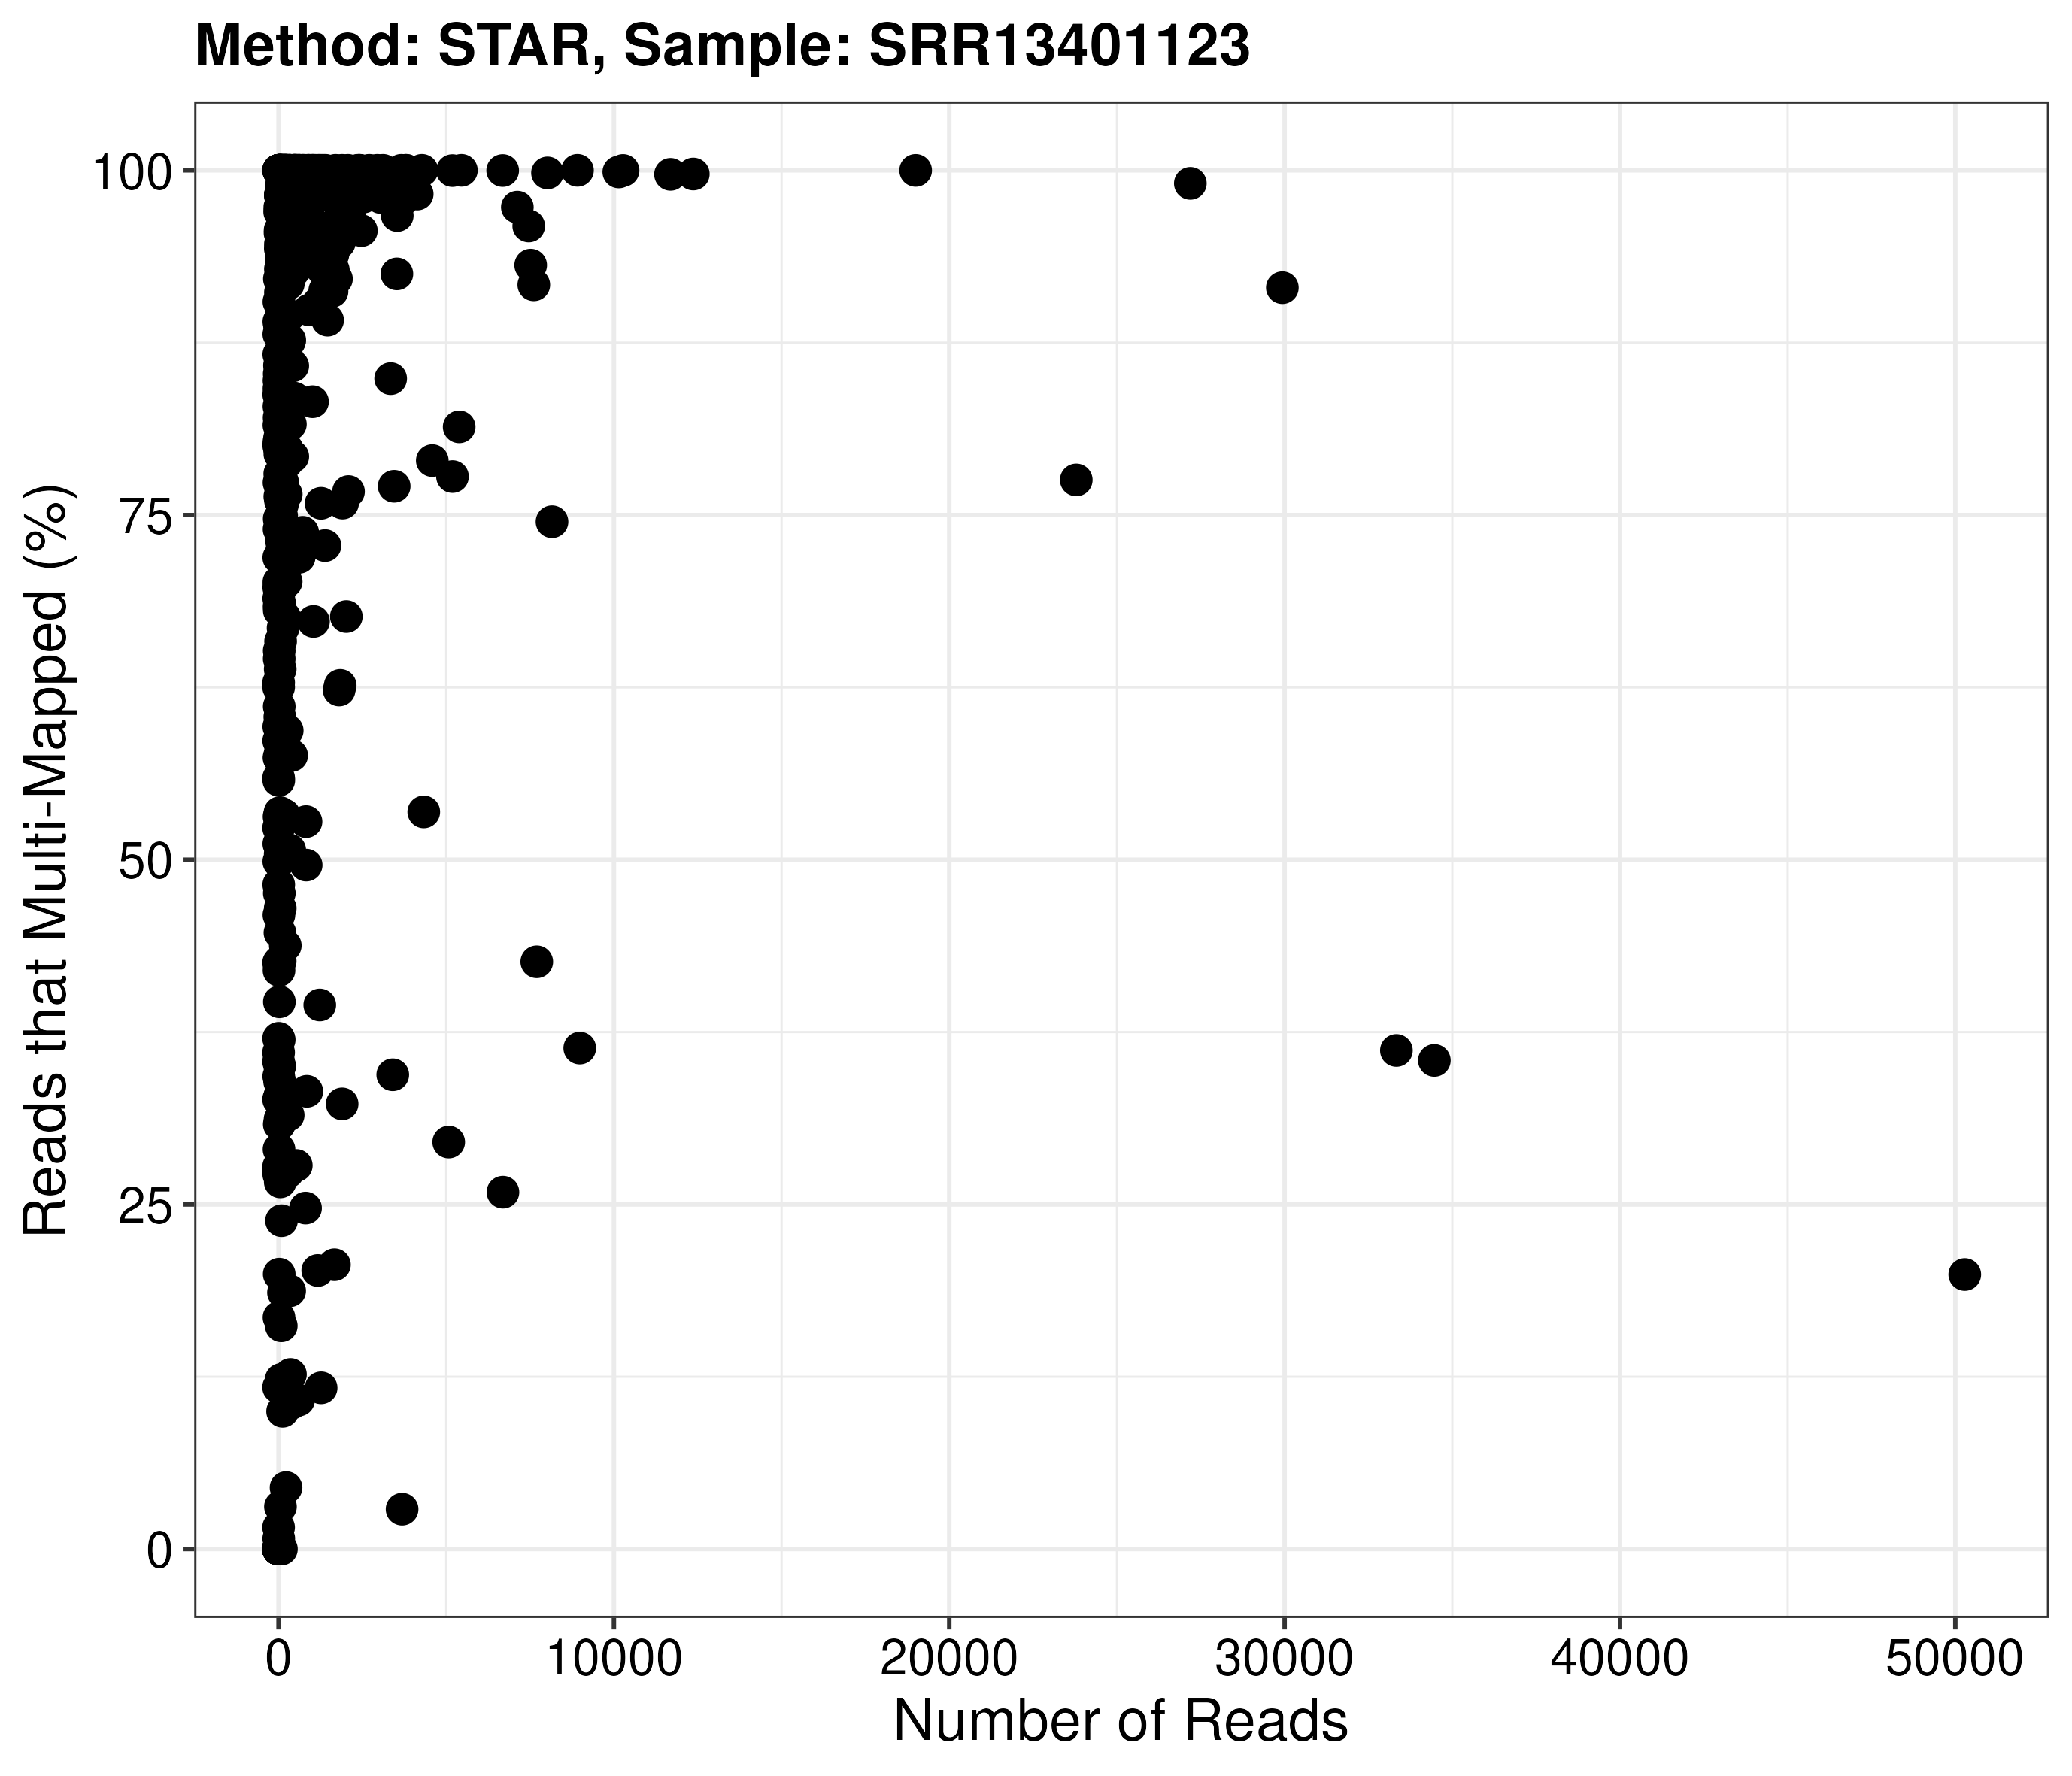 Method: STAR, Sample: SRR13401123
Reads that Multi-Mapped (%)
100
75
50
25
0
0 10000 20000 30000 40000 50000
Number of Reads